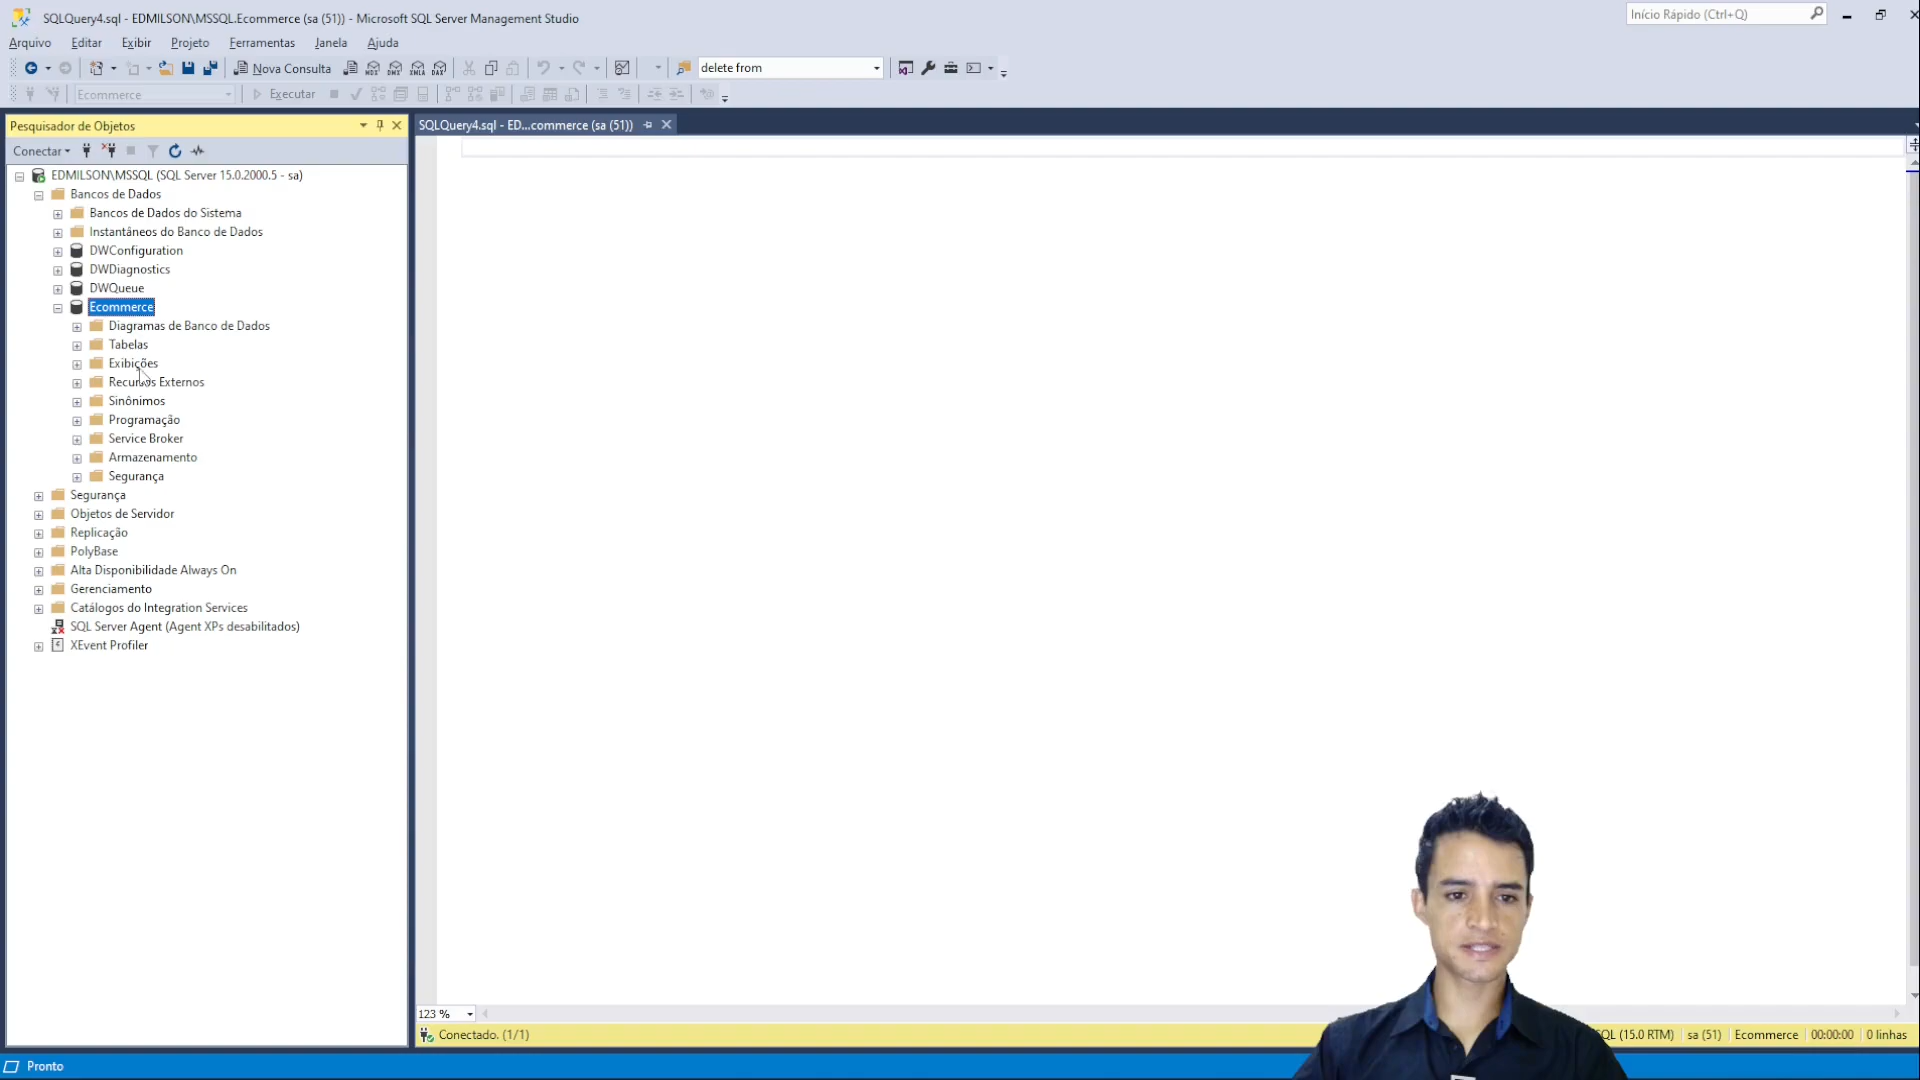 SQLQuery4.sql - EDMILSON\MSSQL.Ecommerce (sa (51)) - Microsoft SQL Server Management Studio
Início Rápido (Ctrl+Q)
Arquivo Editar Exibir Projeto Ferramentas Janela Ajuda
Nova Consulta
delete from
Ecommerce
Executar
Pesquisador de Objetos
SQLQuery4.sql - ED...commerce (sa (51))
Conectar
EDMILSON\MSSQL (SQL Server 15.0.2000.5 - sa)
Bancos de Dados
Bancos de Dados do Sistema
Instantâneos do Banco de Dados
DWConfiguration
DWDiagnostics
DWQueue
Ecommerce
Diagramas de Banco de Dados
Tabelas
Exibições
Recursos Externos
Sinônimos
Programação
Service Broker
Armazenamento
Segurança
Segurança
Objetos de Servidor
Replicação
PolyBase
Alta Disponibilidade Always On
Gerenciamento
Catálogos do Integration Services
SQL Server Agent (Agent XPs desabilitados)
XEvent Profiler
123 %
Conectado. (1/1)
QL (15.0 RTM) sa (51) Ecommerce 00:00:00 0 linhas
Pronto